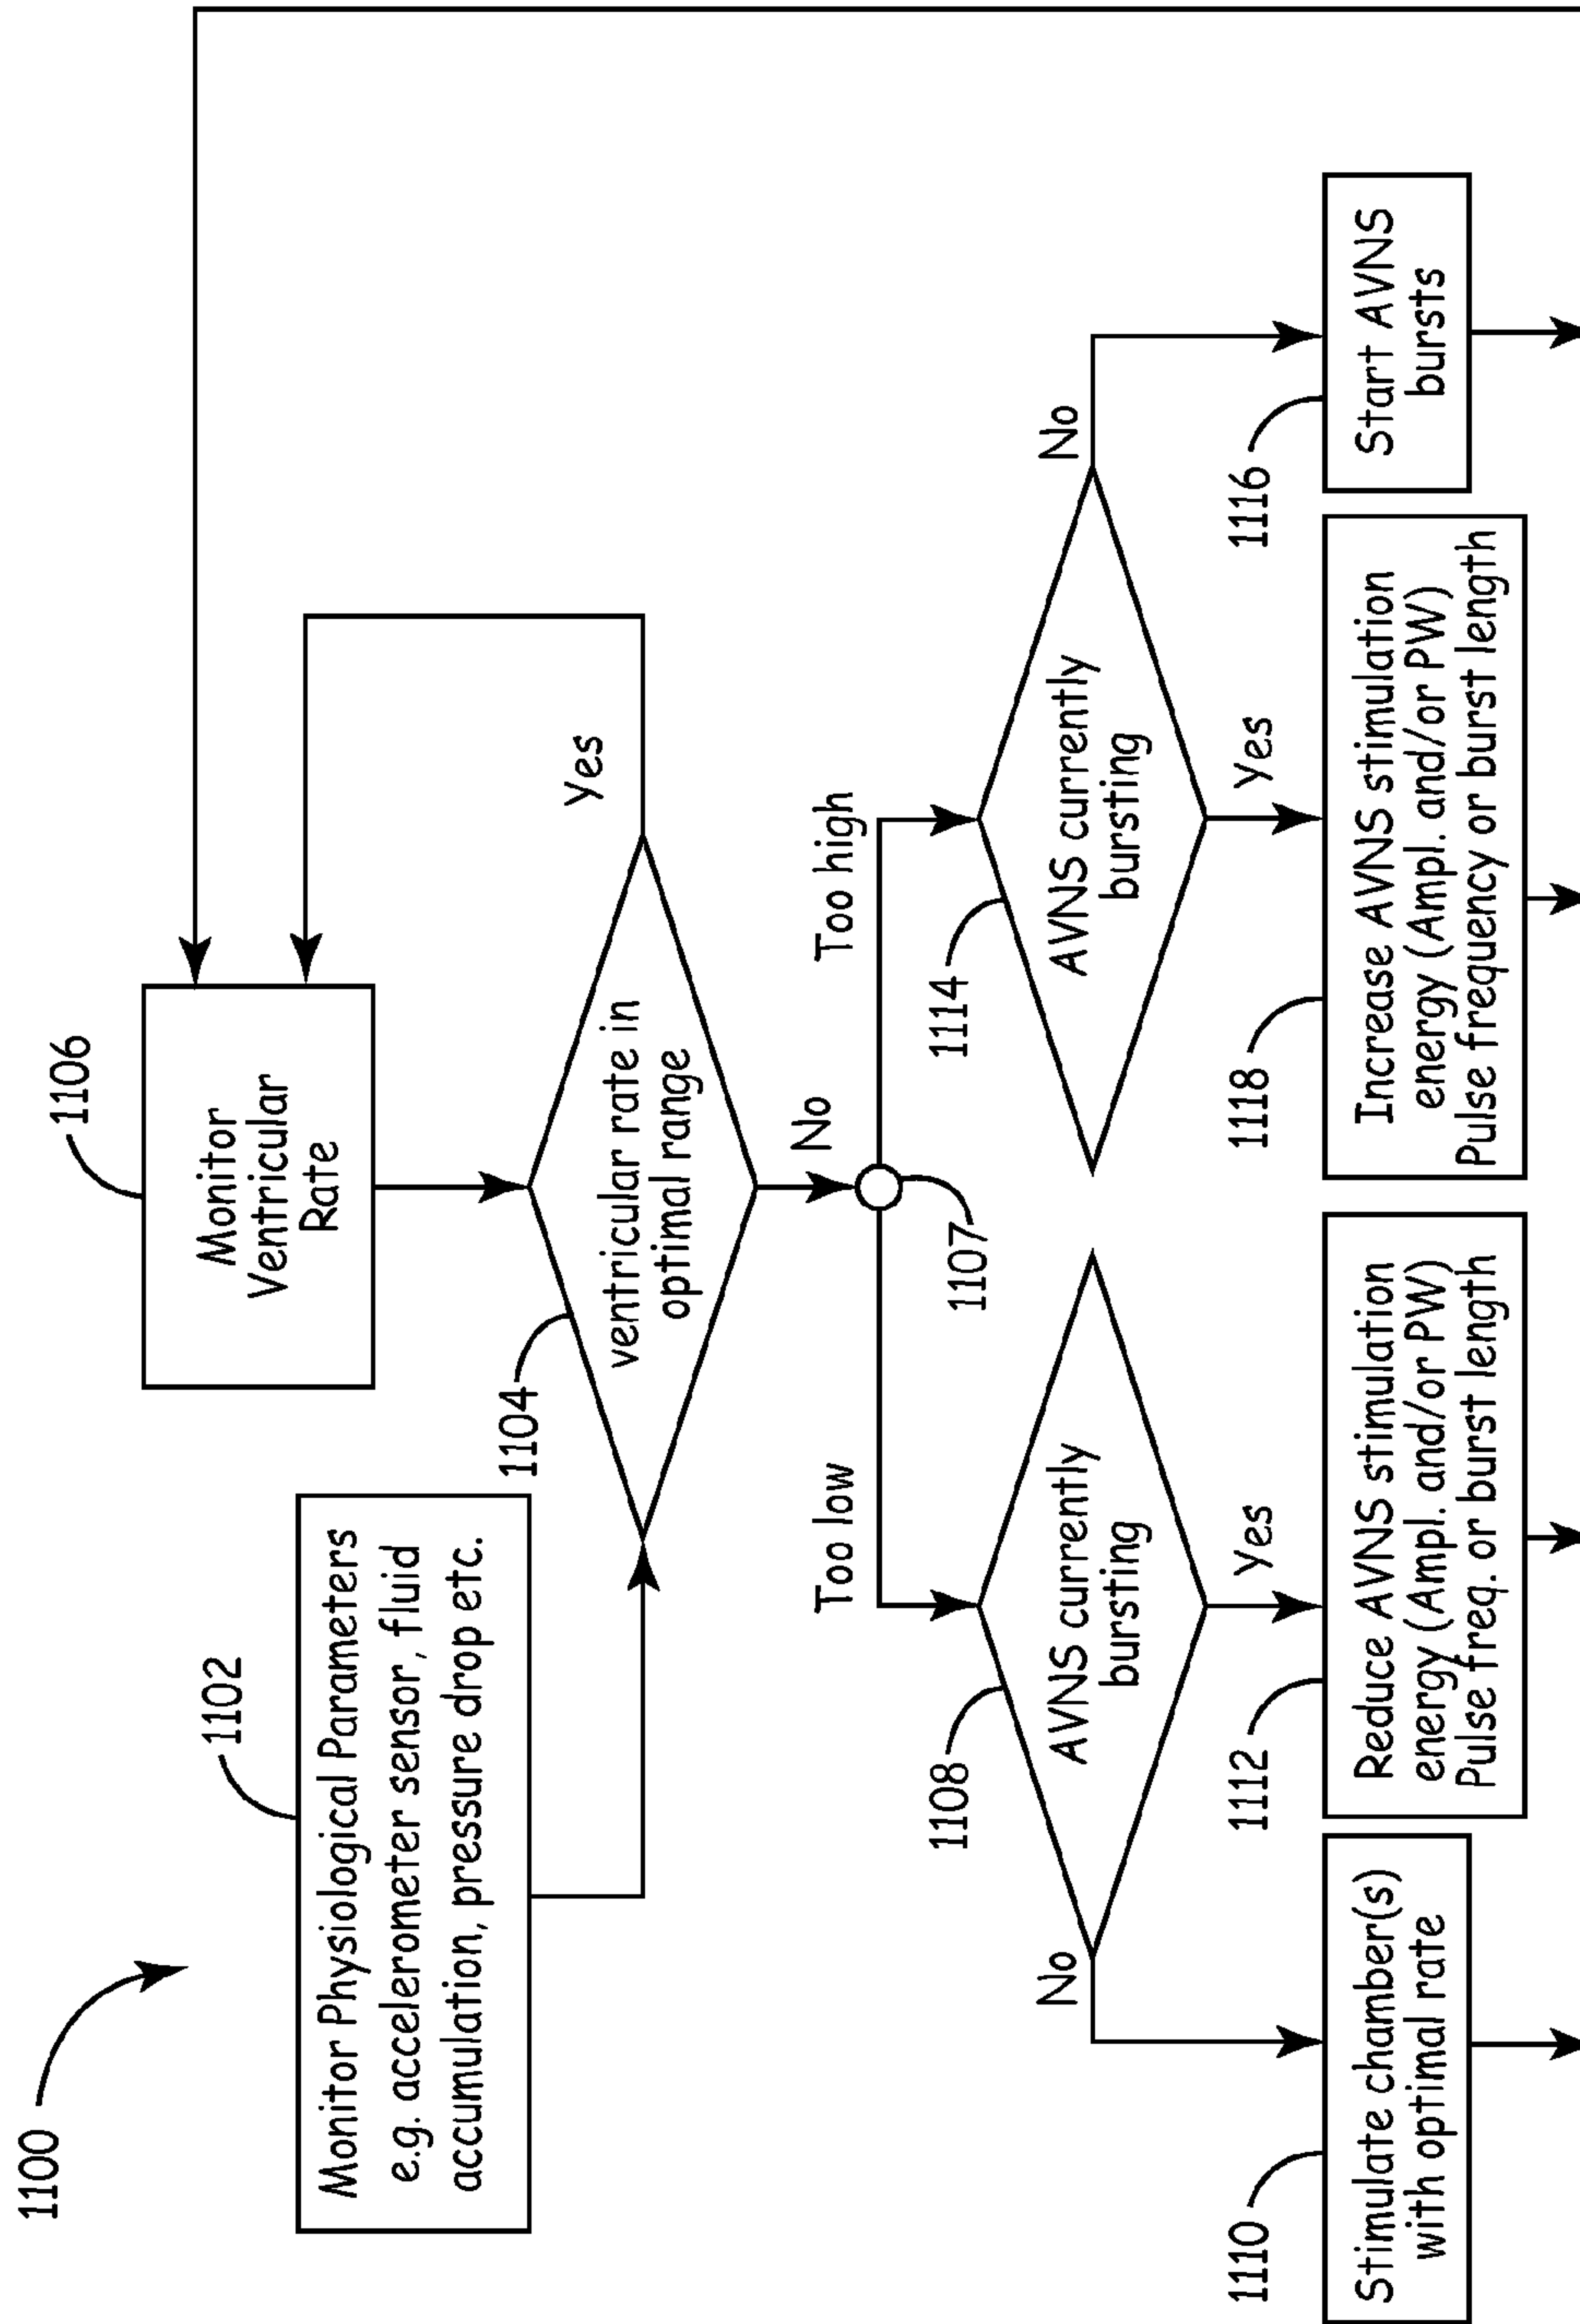 1100
1102
Monitor Physiological Parameters
e.g. accelerometer sensor, fluid
accumulation, pressure drop etc.
1106
Monitor
Ventricular
Rate
1104
ventricular rate in
optimal range
Yes
No
1107
Too low
Too high
1108
AVNS currently
bursting
No
Yes
1114
AVNS currently
bursting
No
Yes
1110
Stimulate chamber(s)
with optimal rate
1112
Reduce AVNS stimulation
energy (Ampl. and/or PW)
Pulse freq. or burst length
1118
Increase AVNS stimulation
energy (Ampl. and/or PW)
Pulse frequency or burst length
1116
Start AVNS
bursts